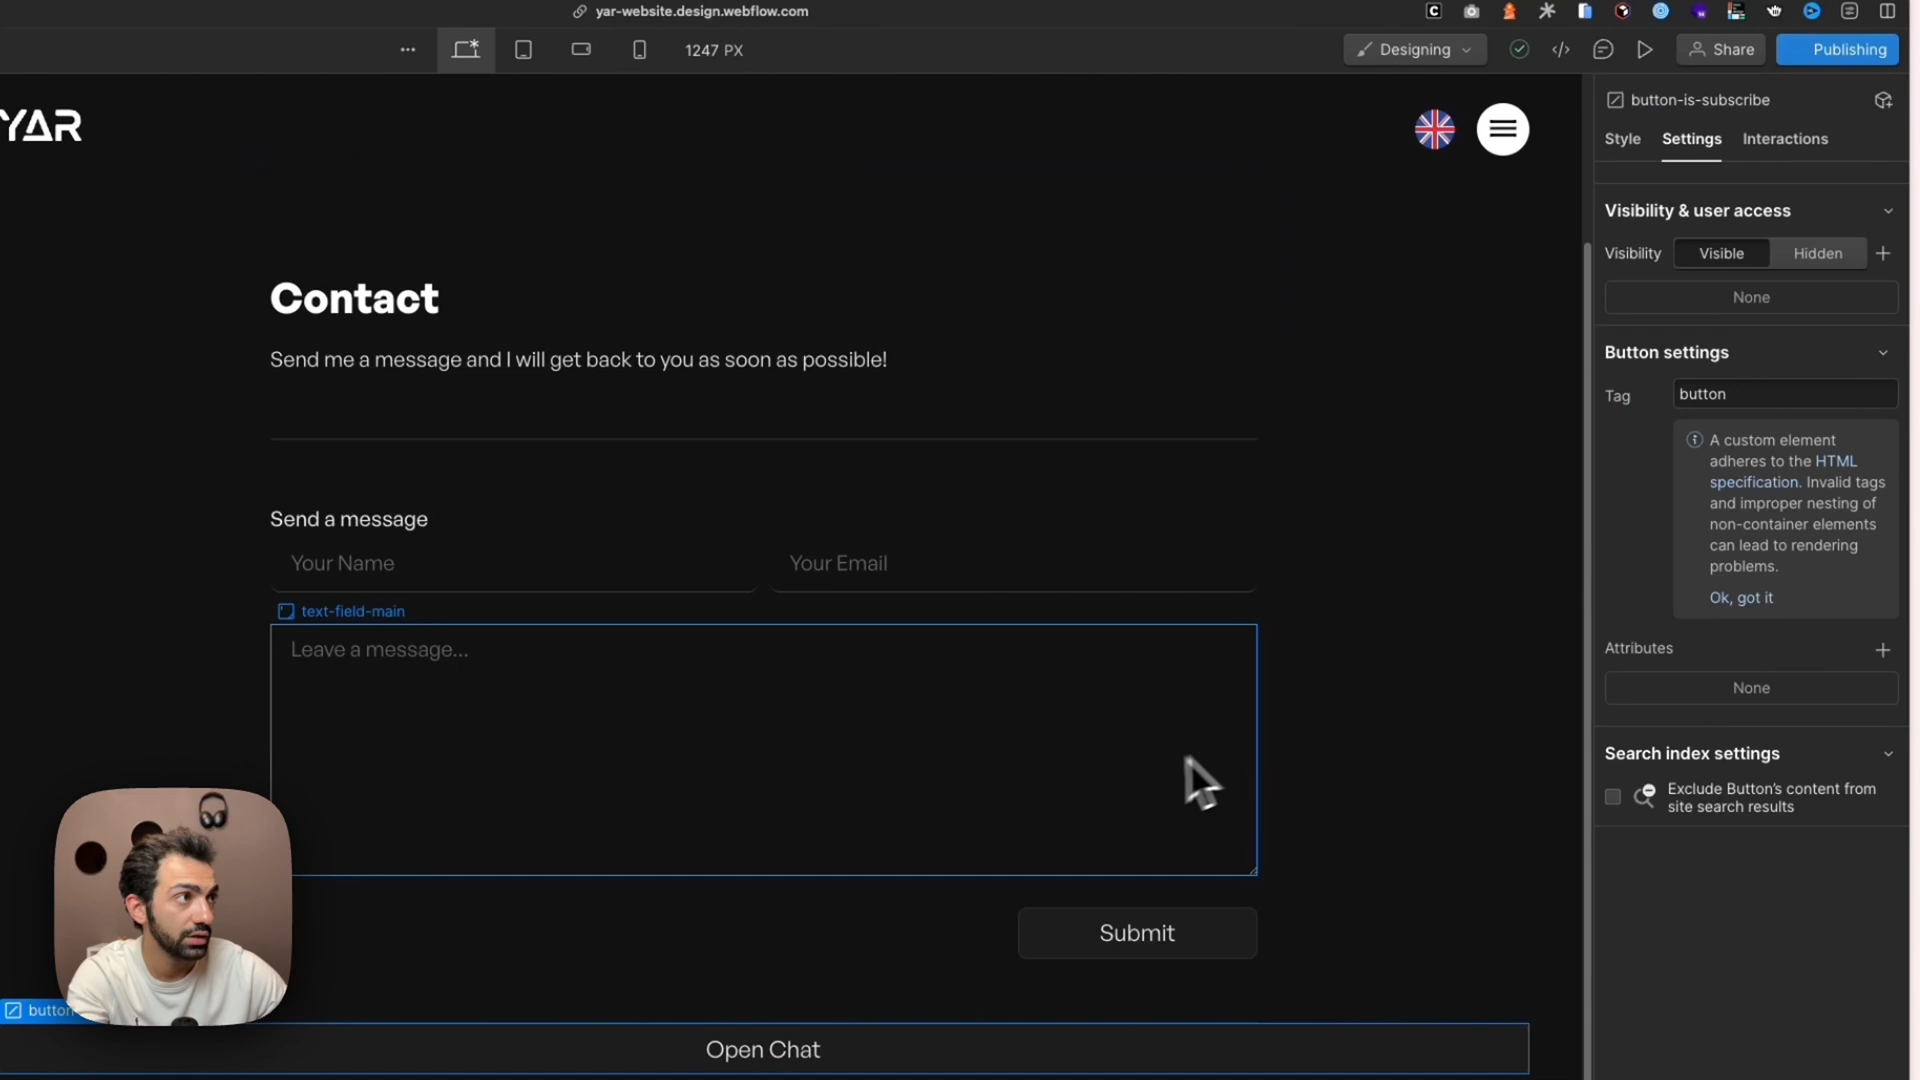 yar-website.design.webflow.com
1247 PX
Designing
Share
Publishing
YAR
button-is-subscribe
Style
Settings
Interactions
Visibility & user access
Visibility
Visible
Hidden
None
Contact
Send me a message and I will get back to you as soon as possible!
Button settings
Tag
button
A custom element
adheres to the HTML
specification. Invalid tags
and improper nesting of
non-container elements
can lead to rendering
problems.
Ok, got it
Send a message
Your Name
Your Email
text-field-main
Leave a message...
Attributes
None
Search index settings
Exclude Button's content from
site search results
Submit
button
Open Chat